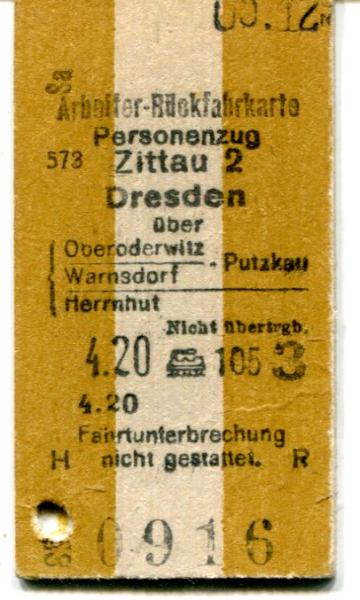 Arbeiter-Rückfahrkarte
Personenzug
573 Zittau 2
Dresden
über
Oberoderwitz - Putzkau
Warnsdorf
Herrnhut
Nicht übertrgb.
4.20 105 3
4.20
Fahrtunterbrechung
H nicht gestattet. R
0916